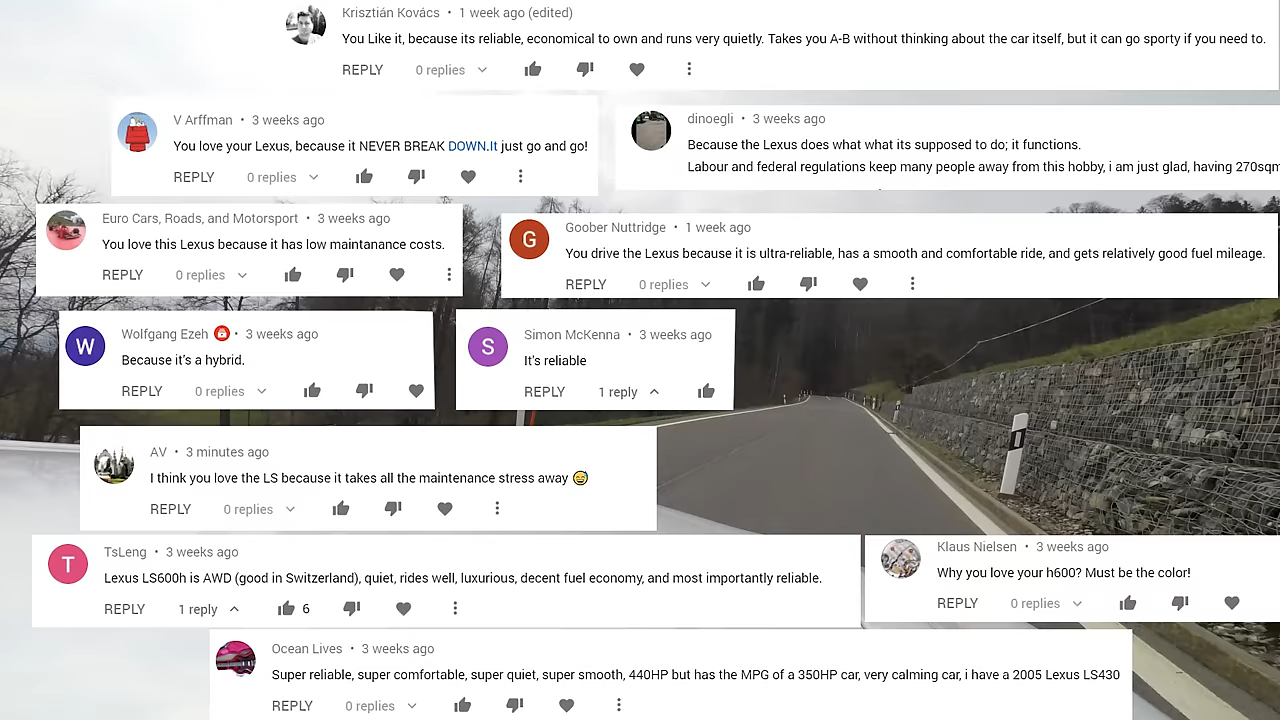 Krisztián Kovács • 1 week ago (edited)
You Like it, because its reliable, economical to own and runs very quietly. Takes you A-B without thinking about the car itself, but it can go sporty if you need to.
REPLY 0 replies
V Arffman • 3 weeks ago
You love your Lexus, because it NEVER BREAK DOWN.It just go and go!
REPLY 0 replies
dinoegli • 3 weeks ago
Because the Lexus does what what its supposed to do; it functions.
Labour and federal regulations keep many people away from this hobby, i am just glad, having 270sqm
Euro Cars, Roads, and Motorsport • 3 weeks ago
You love this Lexus because it has low maintanance costs.
REPLY 0 replies
G
Goober Nuttridge • 1 week ago
You drive the Lexus because it is ultra-reliable, has a smooth and comfortable ride, and gets relatively good fuel mileage.
REPLY 0 replies
W
Wolfgang Ezeh • 3 weeks ago
Because it's a hybrid.
REPLY 0 replies
S
Simon McKenna • 3 weeks ago
It's reliable
REPLY 1 reply
AV • 3 minutes ago
I think you love the LS because it takes all the maintenance stress away 😅
REPLY 0 replies
T
TsLeng • 3 weeks ago
Lexus LS600h is AWD (good in Switzerland), quiet, rides well, luxurious, decent fuel economy, and most importantly reliable.
REPLY 1 reply 6
Klaus Nielsen • 3 weeks ago
Why you love your h600? Must be the color!
REPLY 0 replies
Ocean Lives • 3 weeks ago
Super reliable, super comfortable, super quiet, super smooth, 440HP but has the MPG of a 350HP car, very calming car, i have a 2005 Lexus LS430
REPLY 0 replies